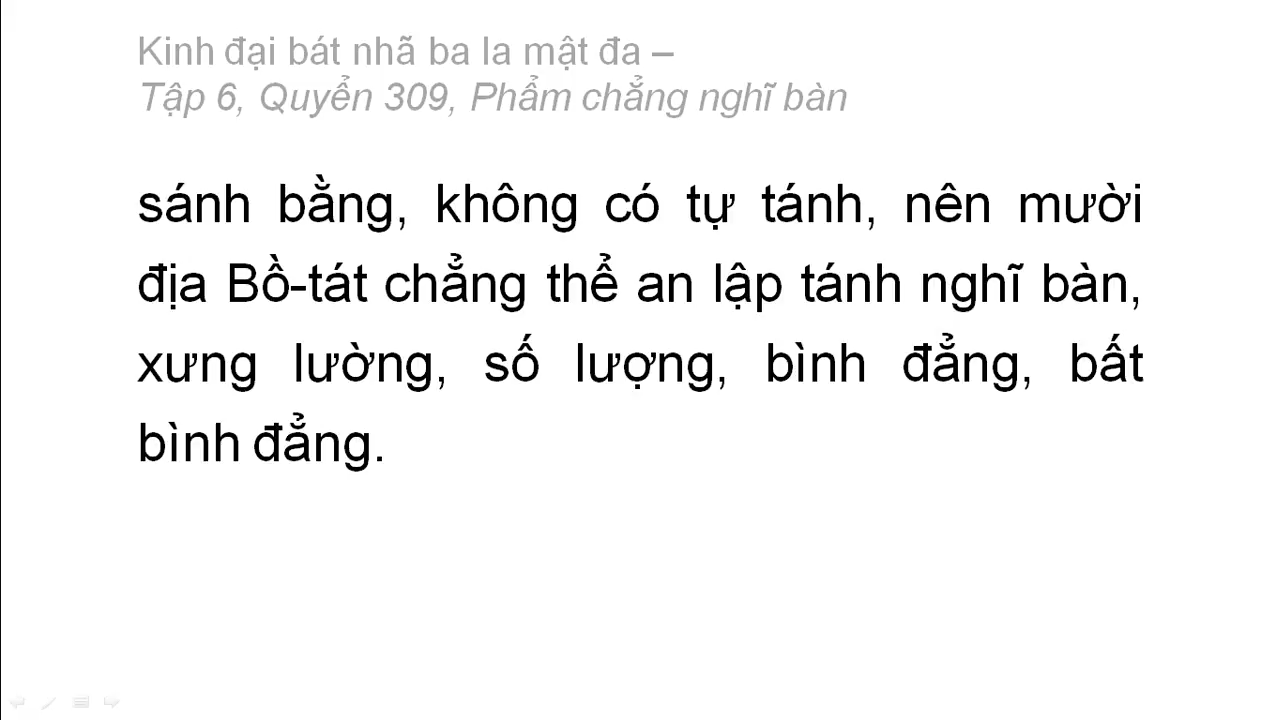 Kinh đại bát nhã ba la mật đa –
Tập 6, Quyển 309, Phẩm chẳng nghĩ bàn
sánh bằng, không có tự tánh, nên mười
địa Bồ-tát chẳng thể an lập tánh nghĩ bàn,
xưng lường, số lượng, bình đẳng, bất
bình đẳng.